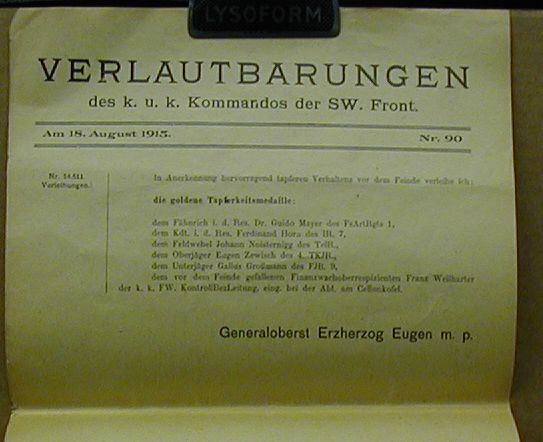 LYSOFORM
VERLAUTBARUNGEN
des k. u. k. Kommandos der SW. Front.
Am 18. August 1915.
Nr. 90
Nr. 54.511
Verleihungen.
In Anerkennung hervorragend tapferen Verhaltens vor dem Feinde verleihe ich:
die goldene Tapferkeitsmedaille:
dem Fähnrich i. d. Res. Dr. Guido Mayer des FsArtRgts 1,
dem Kdt. i. d. Res. Ferdinand Horn des IR. 7,
dem Feldwebel Johann Noisternigg des
dem Oberjäger Eugen Zewisch des 4. TKJR.,
dem Unterjäger Gallus Großmann des FJB. 9,
dem vor dem Feinde gefallenen Finanzwachoberrespizienten Franz Weilharter
der k. k. FW. KontrollBezLeitung, eing. bei der Abt. am Cellonkofel.
Generaloberst Erzherzog Eugen m. p.